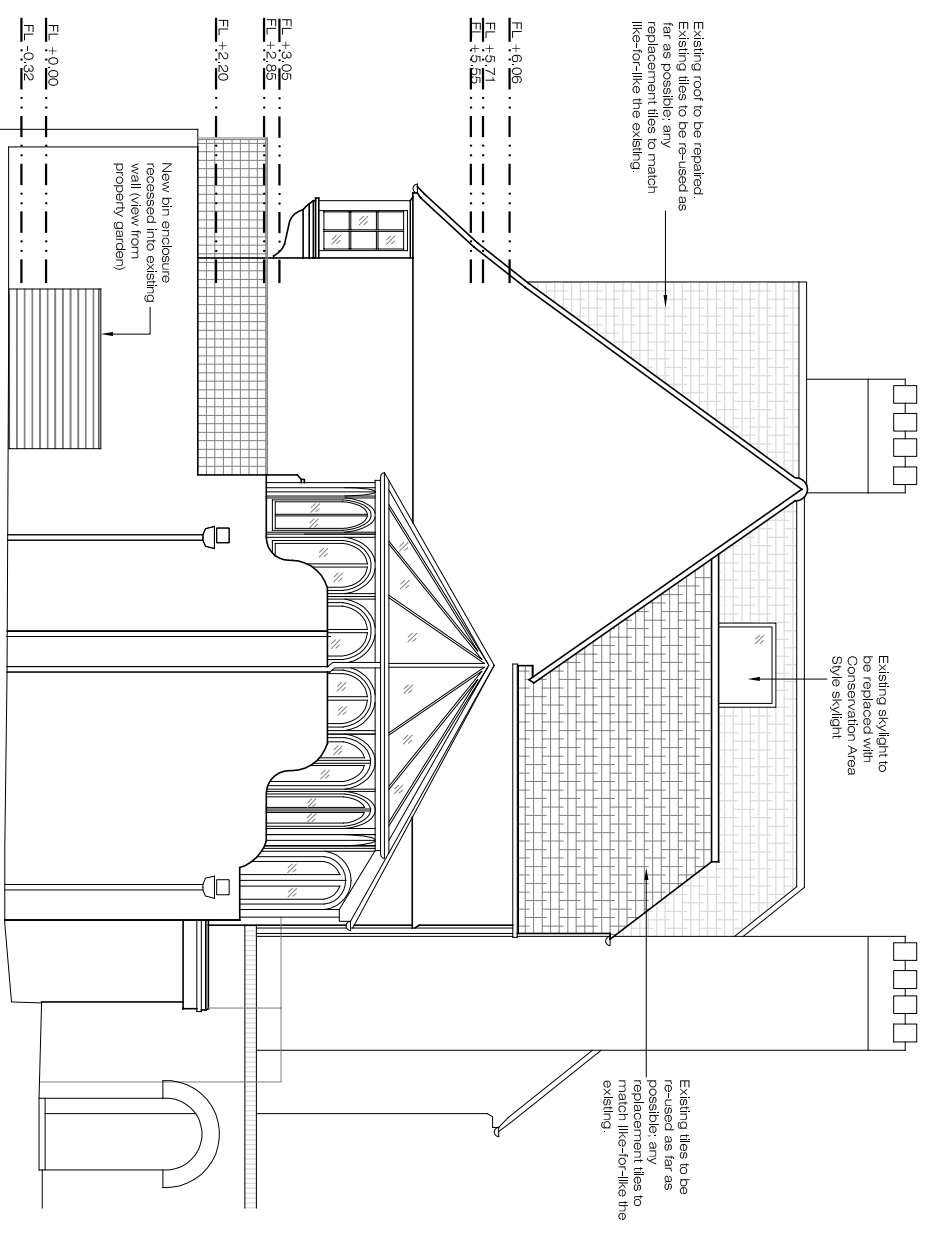 Existing roof to be repaired.
Existing tiles to be re-used as
far as possible; any
replacement tiles to match
like-for-like the existing.
Existing skylight to
be replaced with
Conservation Area
Style skylight
Existing tiles to be
re-used as far as
possible; any
replacement tiles to
match like-for-like the
existing.
FL +6.06
FL +5.71
FL +5.55
FL +3.05
FL +2.85
FL +2.20
FL +0.00
FL -0.32
New bin enclosure
recessed into existing
wall (view from
property garden)